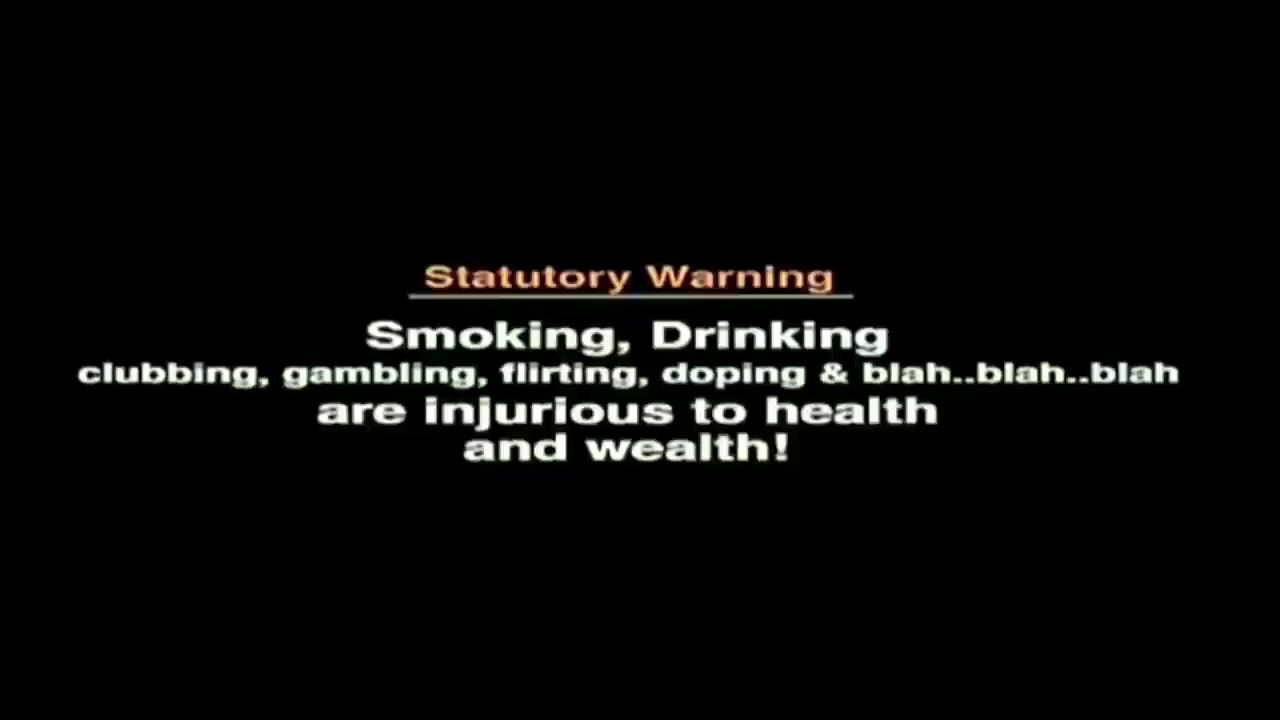 Statutory Warning
Smoking, Drinking
clubbing, gambling, flirting, doping & blah..blah..blah
are injurious to health
and wealth!